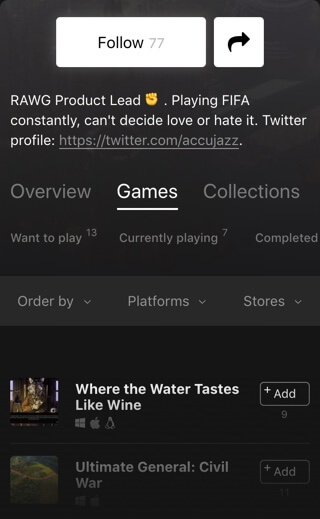 Follow 77
RAWG Product Lead ✊ . Playing FIFA
constantly, can't decide love or hate it. Twitter
profile: https://twitter.com/accujazz.
Overview Games Collections
Want to play 13 Currently playing 7 Completed
Order by Platforms Stores
Where the Water Tastes
Like Wine
+ Add
9
Ultimate General: Civil
War
+ Add
11